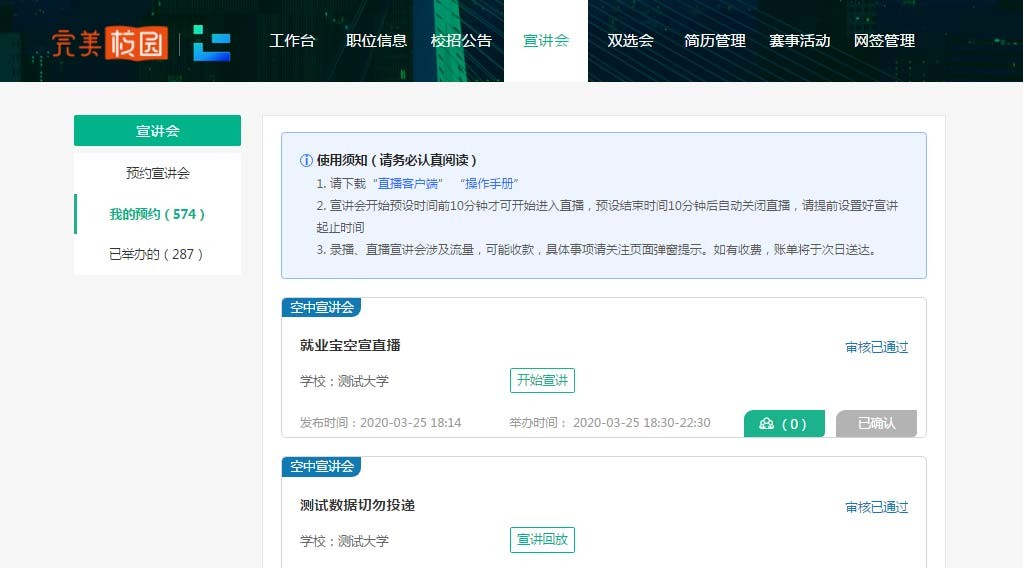 完美校园
工作台 职位信息 校招公告 宣讲会 双选会 简历管理 赛事活动 网签管理
宣讲会
预约宣讲会
我的预约（574）
已举办的（287）
使用须知（请务必认真阅读）
1. 请下载“直播客户端” “操作手册”
2. 宣讲会开始预设时间前10分钟才可开始进入直播，预设结束时间10分钟后自动关闭直播，请提前设置好宣讲
起止时间
3. 录播、直播宣讲会涉及流量，可能收款，具体事项请关注页面弹窗提示。如有收费，账单将于次日送达。
空中宣讲会
就业宝空宣直播
审核已通过
学校：测试大学 开始宣讲
发布时间：2020-03-25 18:14 举办时间： 2020-03-25 18:30-22:30 （0） 已确认
空中宣讲会
测试数据切勿投递
审核已通过
学校：测试大学 宣讲回放